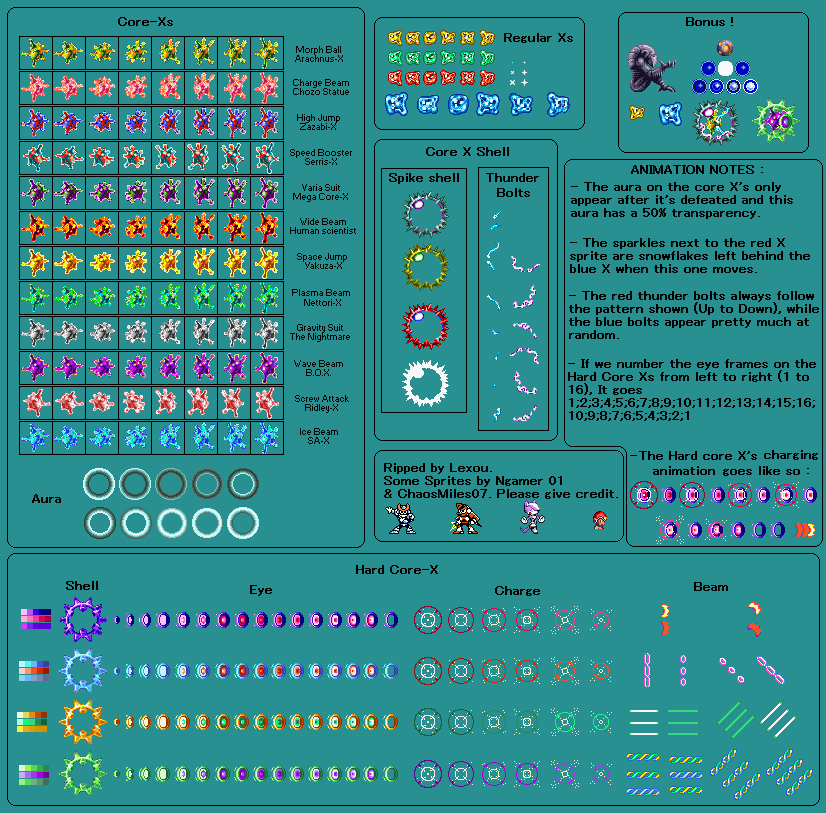 Core-Xs
Morph Ball
Arachnus-X
Charge Beam
Chozo Statue
High Jump
Zazabi-X
Speed Booster
Serris-X
Varia Suit
Mega Core-X
Wide Beam
Human scientist
Space Jump
Yakuza-X
Plasma Beam
Nettori-X
Gravity Suit
The Nightmare
Wave Beam
B.O.X.
Screw Attack
Ridley-X
Ice Beam
SA-X
Aura
Regular Xs
Bonus !
Core X Shell
Spike shell
Thunder
Bolts
ANIMATION NOTES :
- The aura on the core X's only
appear after it's defeated and this
aura has a 50% transparency.
- The sparkles next to the red X
sprite are snowflakes left behind the
blue X when this one moves.
- The red thunder bolts always follow
the pattern shown (Up to Down), while
the blue bolts appear pretty much at
random.
- If we number the eye frames on the
Hard Core Xs from left to right (1 to
16), It goes
1;2;3;4;5;6;7;8;9;10;11;12;13;14;15;16;
10;9;8;7;6;5;4;3;2;1
-The Hard core X's charging
animation goes like so :
Ripped by Lexou.
Some Sprites by Ngamer 01
& ChaosMiles07. Please give credit.
Hard Core-X
Shell
Eye
Charge
Beam